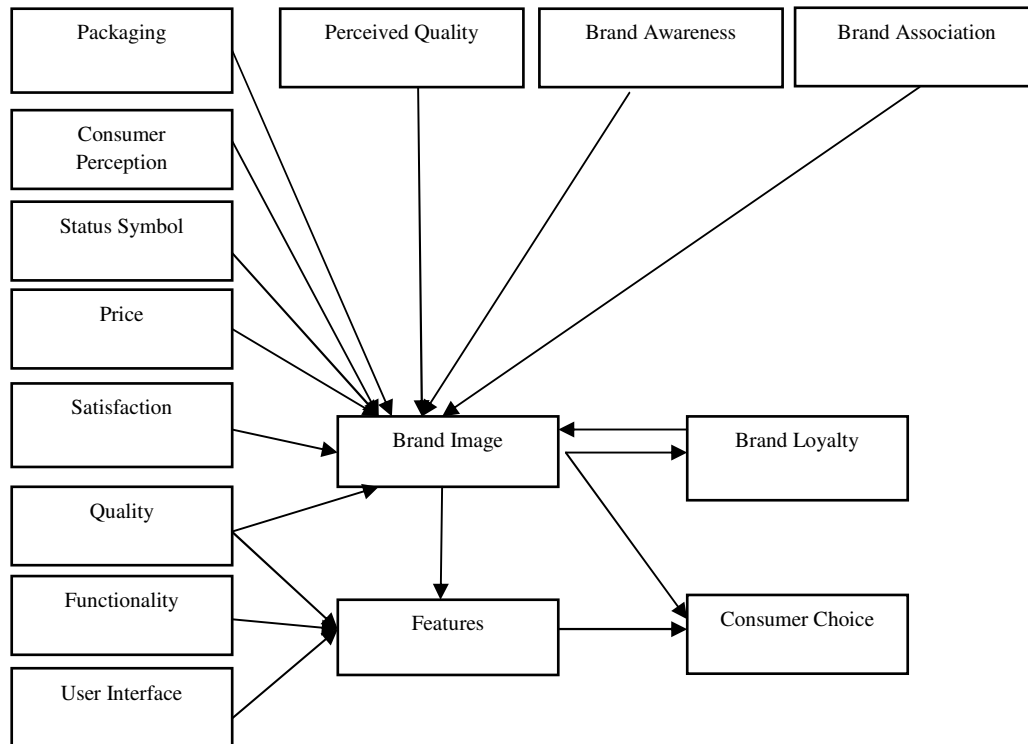 Packaging
Perceived Quality
Brand Awareness
Brand Association
Consumer
Perception
Status Symbol
Price
Satisfaction
Brand Image
Brand Loyalty
Quality
Functionality
Features
Consumer Choice
User Interface